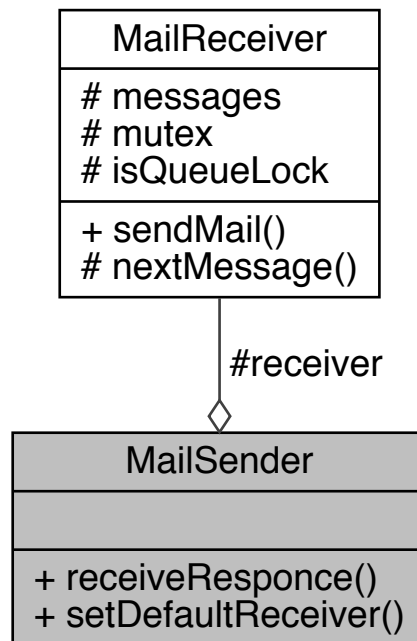 MailReceiver
# messages
# mutex
# isQueueLock
+ sendMail()
# nextMessage()
#receiver
MailSender
+ receiveResponce()
+ setDefaultReceiver()